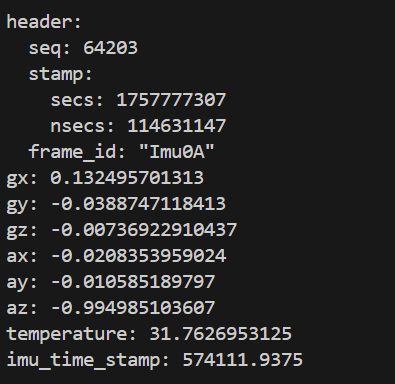 header:
  seq: 64203
  stamp:
    secs: 1757777307
    nsecs: 114631147
  frame_id: "Imu0A"
gx: 0.132495701313
gy: -0.0388747118413
gz: -0.00736922910437
ax: -0.0208353959024
ay: -0.010585189797
az: -0.994985103607
temperature: 31.7626953125
imu_time_stamp: 574111.9375